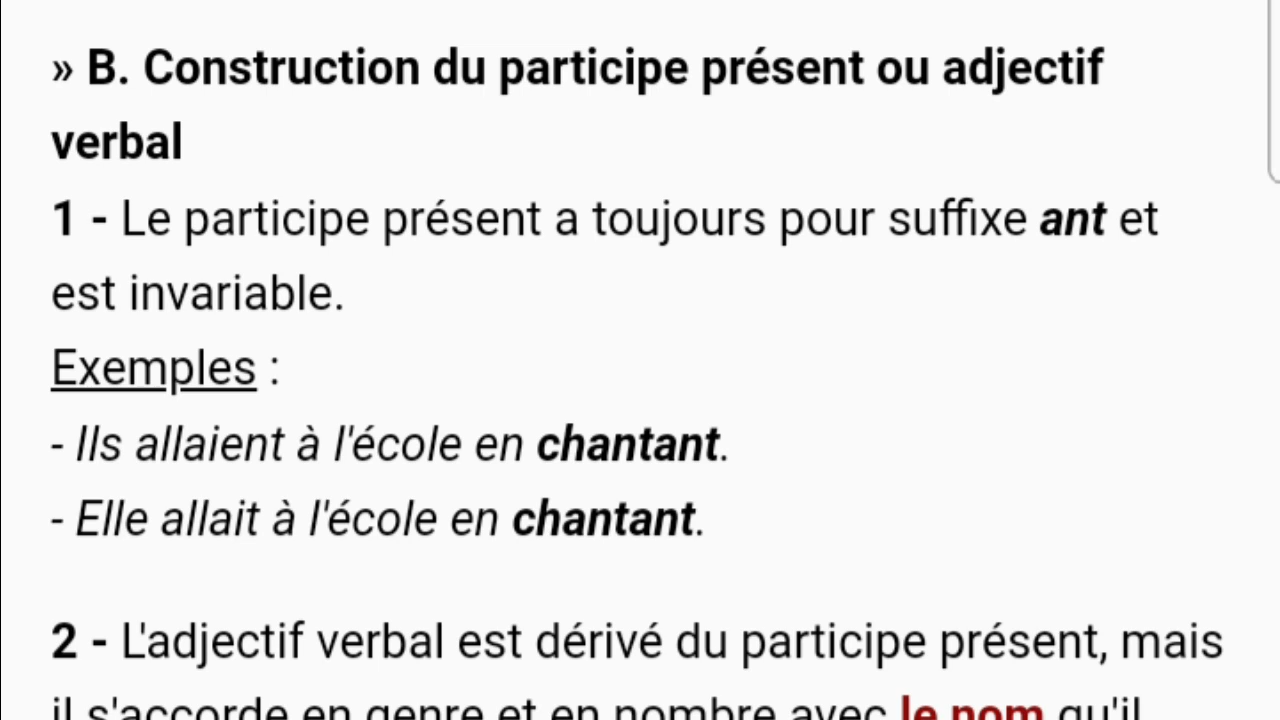 » B. Construction du participe présent ou adjectif
verbal
1 - Le participe présent a toujours pour suffixe ant et
est invariable.
Exemples :
- Ils allaient à l'école en chantant.
- Elle allait à l'école en chantant.
2 - L'adjectif verbal est dérivé du participe présent, mais
il s'accorde en genre et en nombre avec le nom qu'il